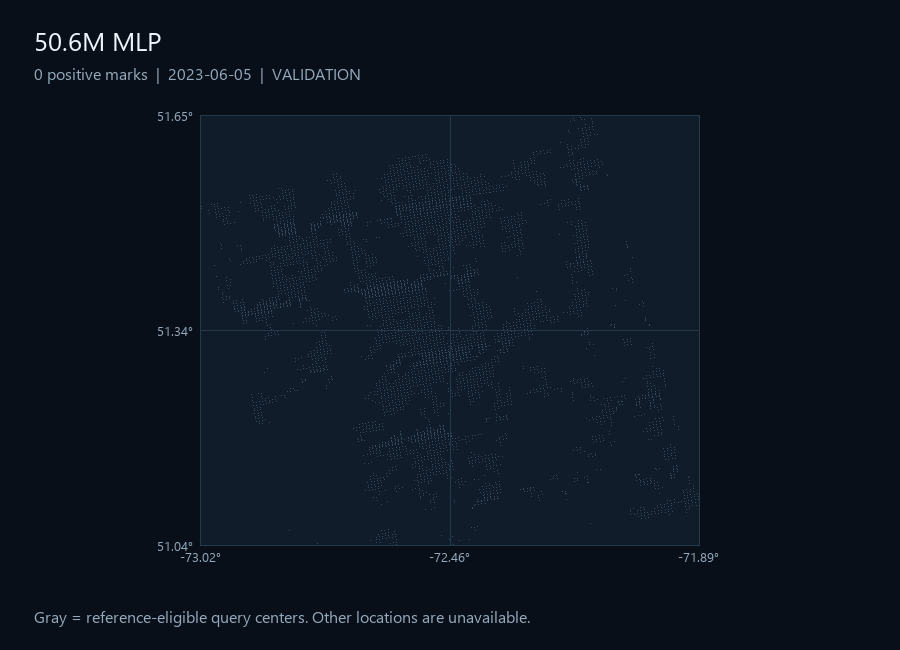 50.6M MLP
0 positive marks | 2023-06-05 | VALIDATION
51.65°
51.34°
51.04°
-73.02°
-72.46°
-71.89°
Gray = reference-eligible query centers. Other locations are unavailable.